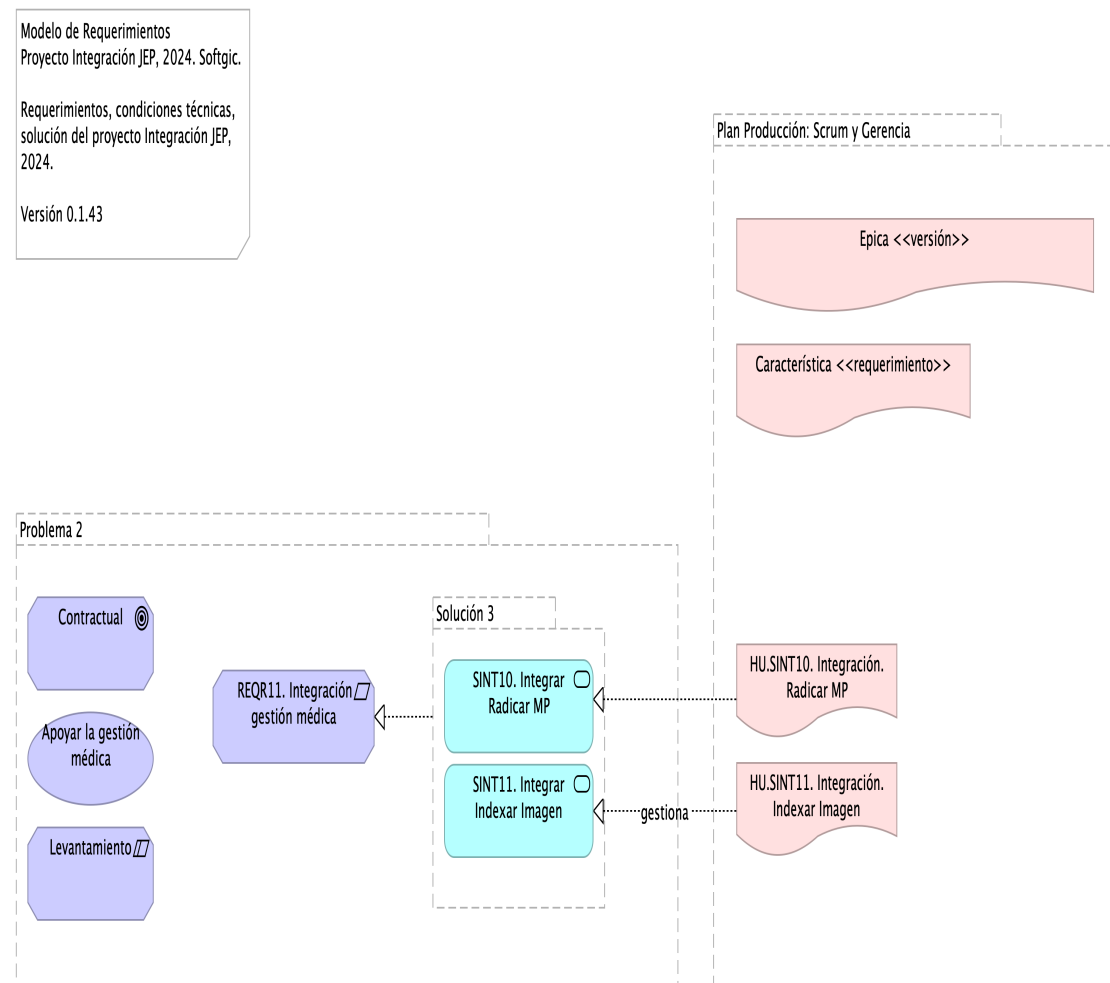 Modelo de Requerimientos
Proyecto Integración JEP, 2024. Softgic.
Requerimientos, condiciones técnicas,
solución del proyecto Integración JEP,
2024.
Versión 0.1.43
Plan Producción: Scrum y Gerencia
Epica <<versión>>
Característica <<requerimiento>>
Problema 2
Contractual
Apoyar la gestión
médica
Levantamiento
REQR11. Integración
gestión médica
Solución 3
SINT10. Integrar
Radicar MP
SINT11. Integrar
Indexar Imagen
gestiona
HU.SINT10. Integración.
Radicar MP
HU.SINT11. Integración.
Indexar Imagen